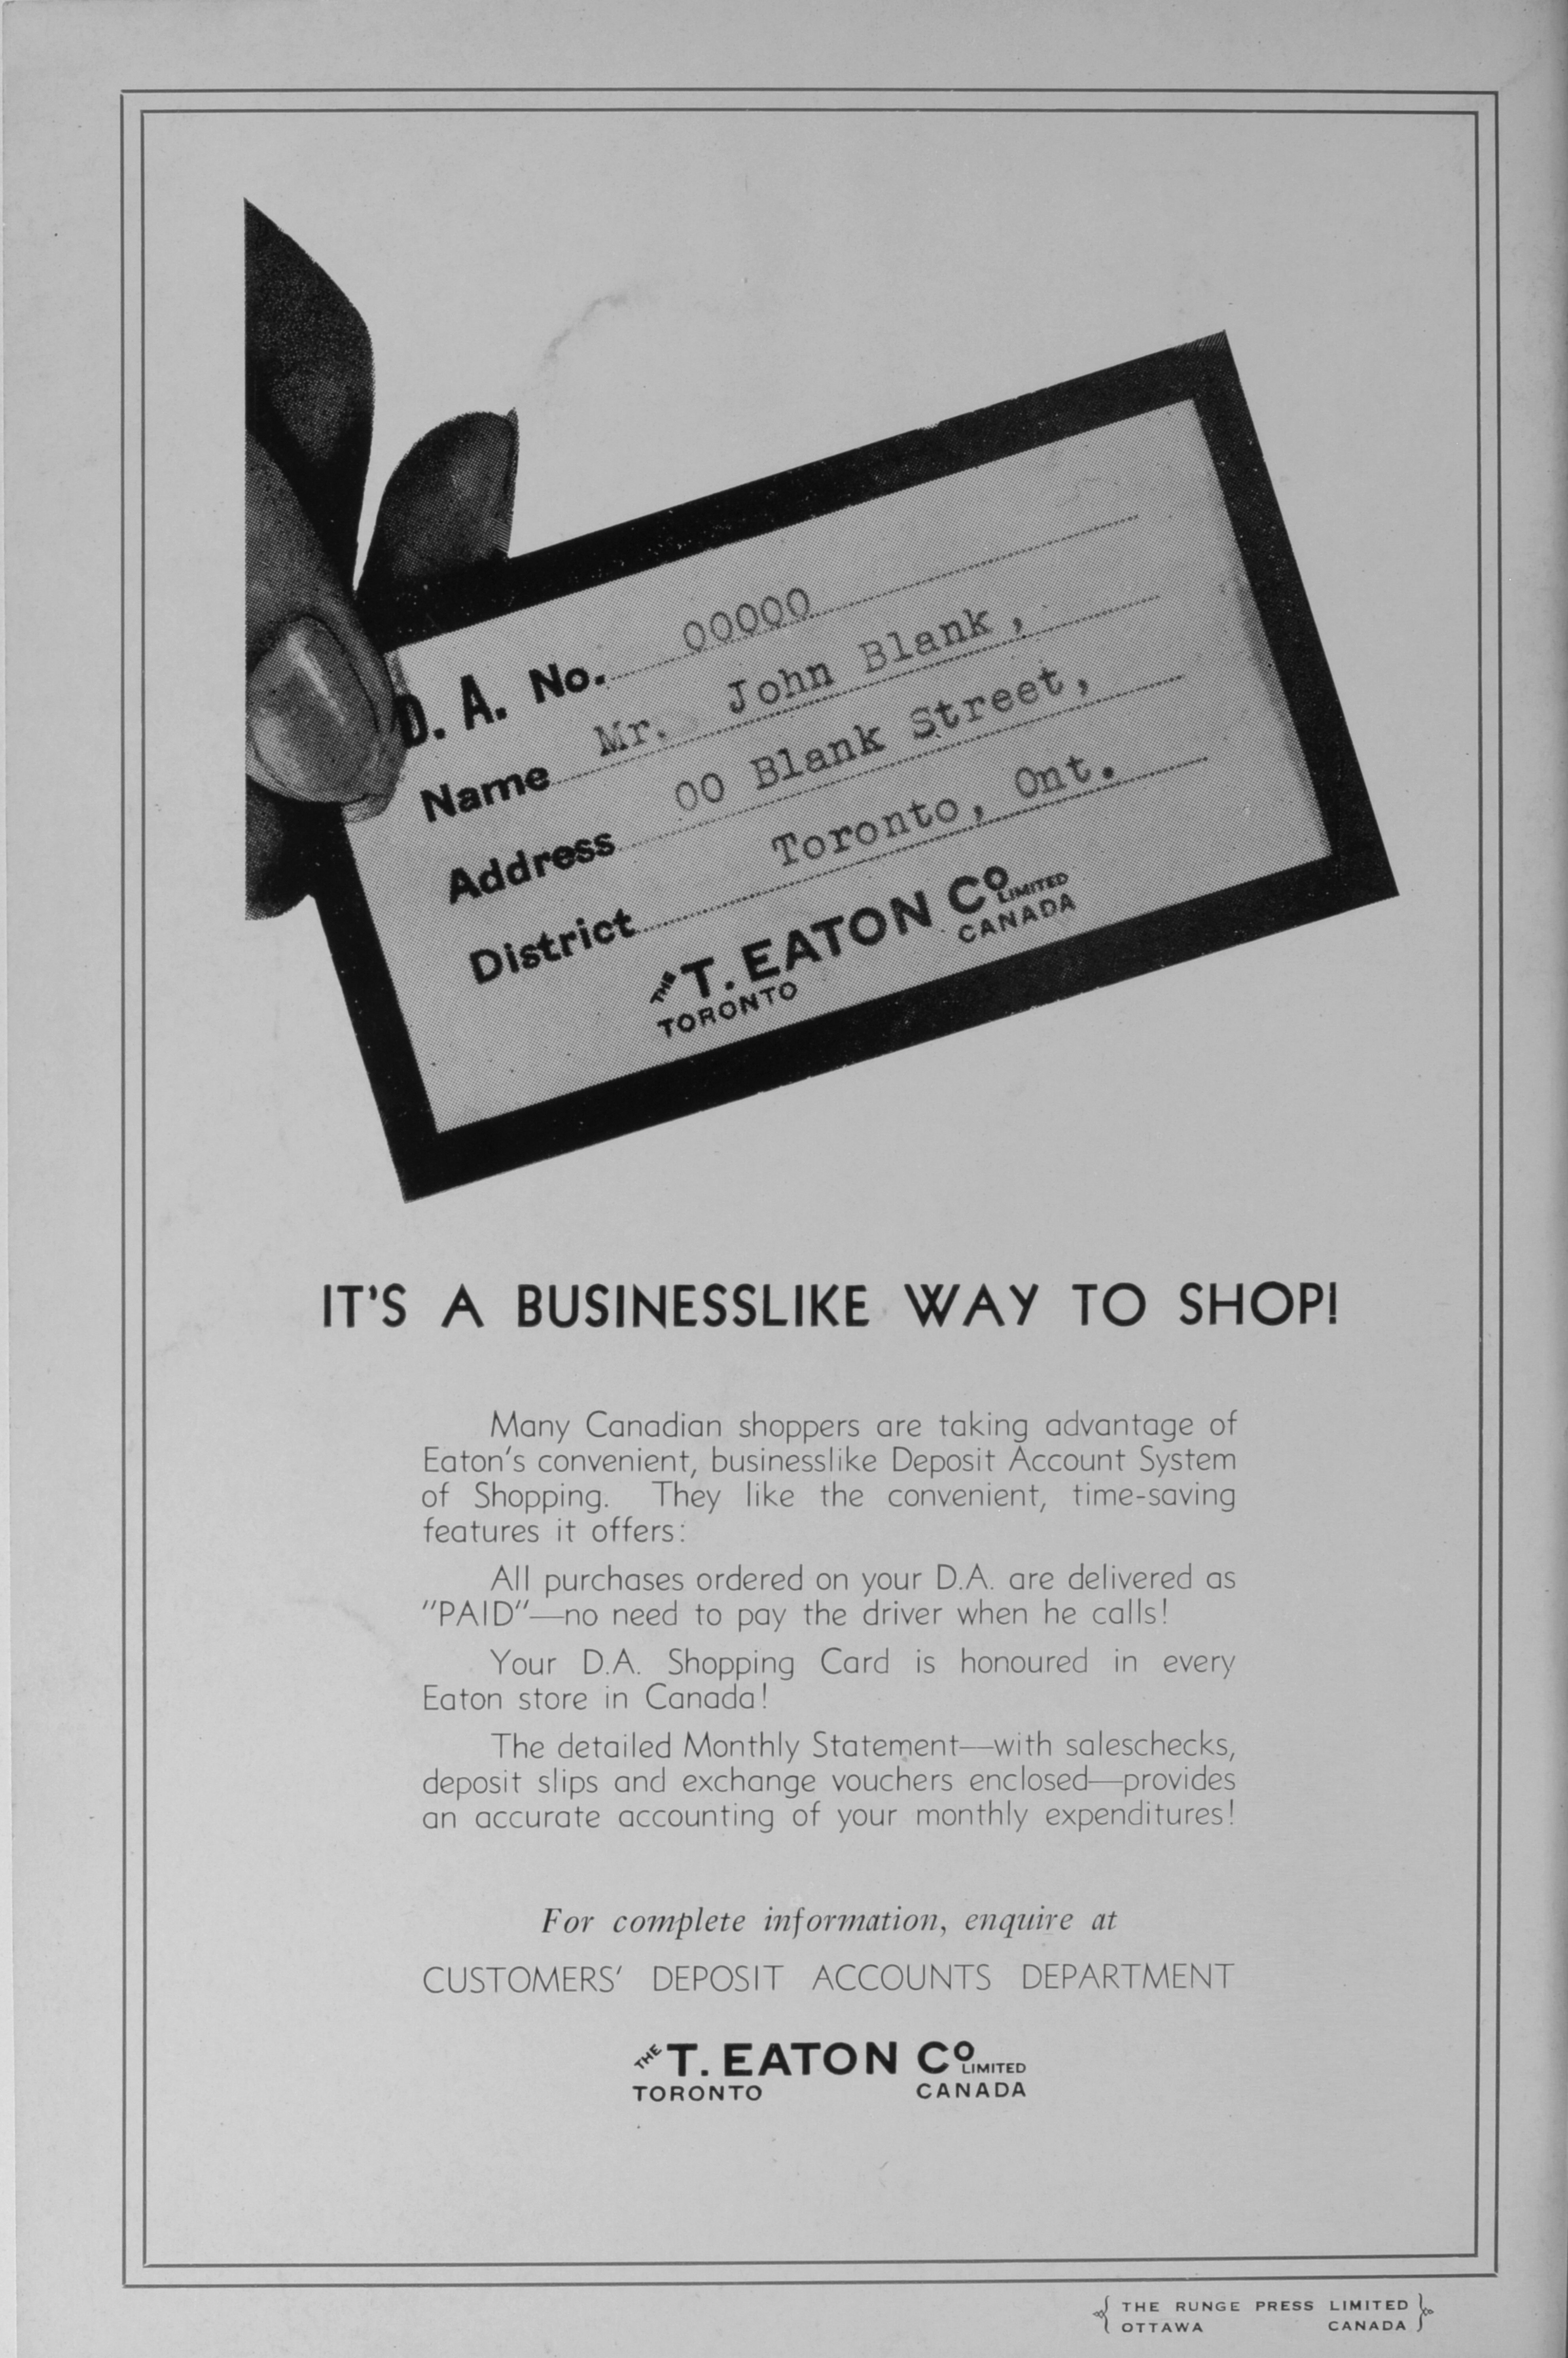 D. A. No. 00000
Name Mr. John Blank,
Address 00 Blank Street,
District Toronto, Ont.
THE T. EATON CO LIMITED
TORONTO CANADA
IT'S A BUSINESSLIKE WAY TO SHOP!
Many Canadian shoppers are taking advantage of
Eaton's convenient, businesslike Deposit Account System
of Shopping. They like the convenient, time-saving
features it offers:
All purchases ordered on your D.A. are delivered as
"PAID"—no need to pay the driver when he calls!
Your D.A. Shopping Card is honoured in every
Eaton store in Canada!
The detailed Monthly Statement—with saleschecks,
deposit slips and exchange vouchers enclosed—provides
an accurate accounting of your monthly expenditures!
For complete information, enquire at
CUSTOMERS' DEPOSIT ACCOUNTS DEPARTMENT
THE T. EATON CO LIMITED
TORONTO CANADA
THE RUNGE PRESS LIMITED
OTTAWA CANADA